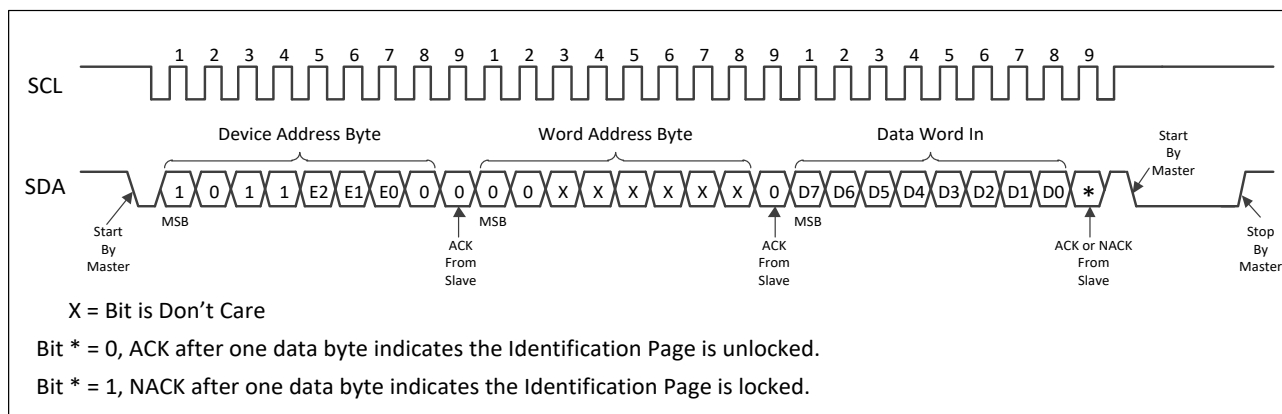 1 2 3 4 5 6 7 8 9 1 2 3 4 5 6 7 8 9 1 2 3 4 5 6 7 8 9
SCL
Device Address Byte Word Address Byte Data Word In
Start
By
Master
SDA
1 0 1 1 E2 E1 E0 0 0 0 0 X X X X X X 0 D7 D6 D5 D4 D3 D2 D1 D0 *
MSB MSB MSB
Start
By
Master
ACK
From
Slave
ACK
From
Slave
ACK or NACK
From
Slave
Stop
By
Master
X = Bit is Don't Care
Bit * = 0, ACK after one data byte indicates the Identification Page is unlocked.
Bit * = 1, NACK after one data byte indicates the Identification Page is locked.